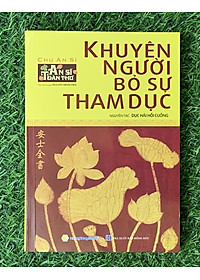 CHU AN SĨ
AN SĨ
TOÀN THƯ
KHUYÊN
NGƯỜI
BỎ SỰ
THAM DỤC
NGUYÊN TÁC: DỤC HẢI HỒI CUỒNG
安士全書